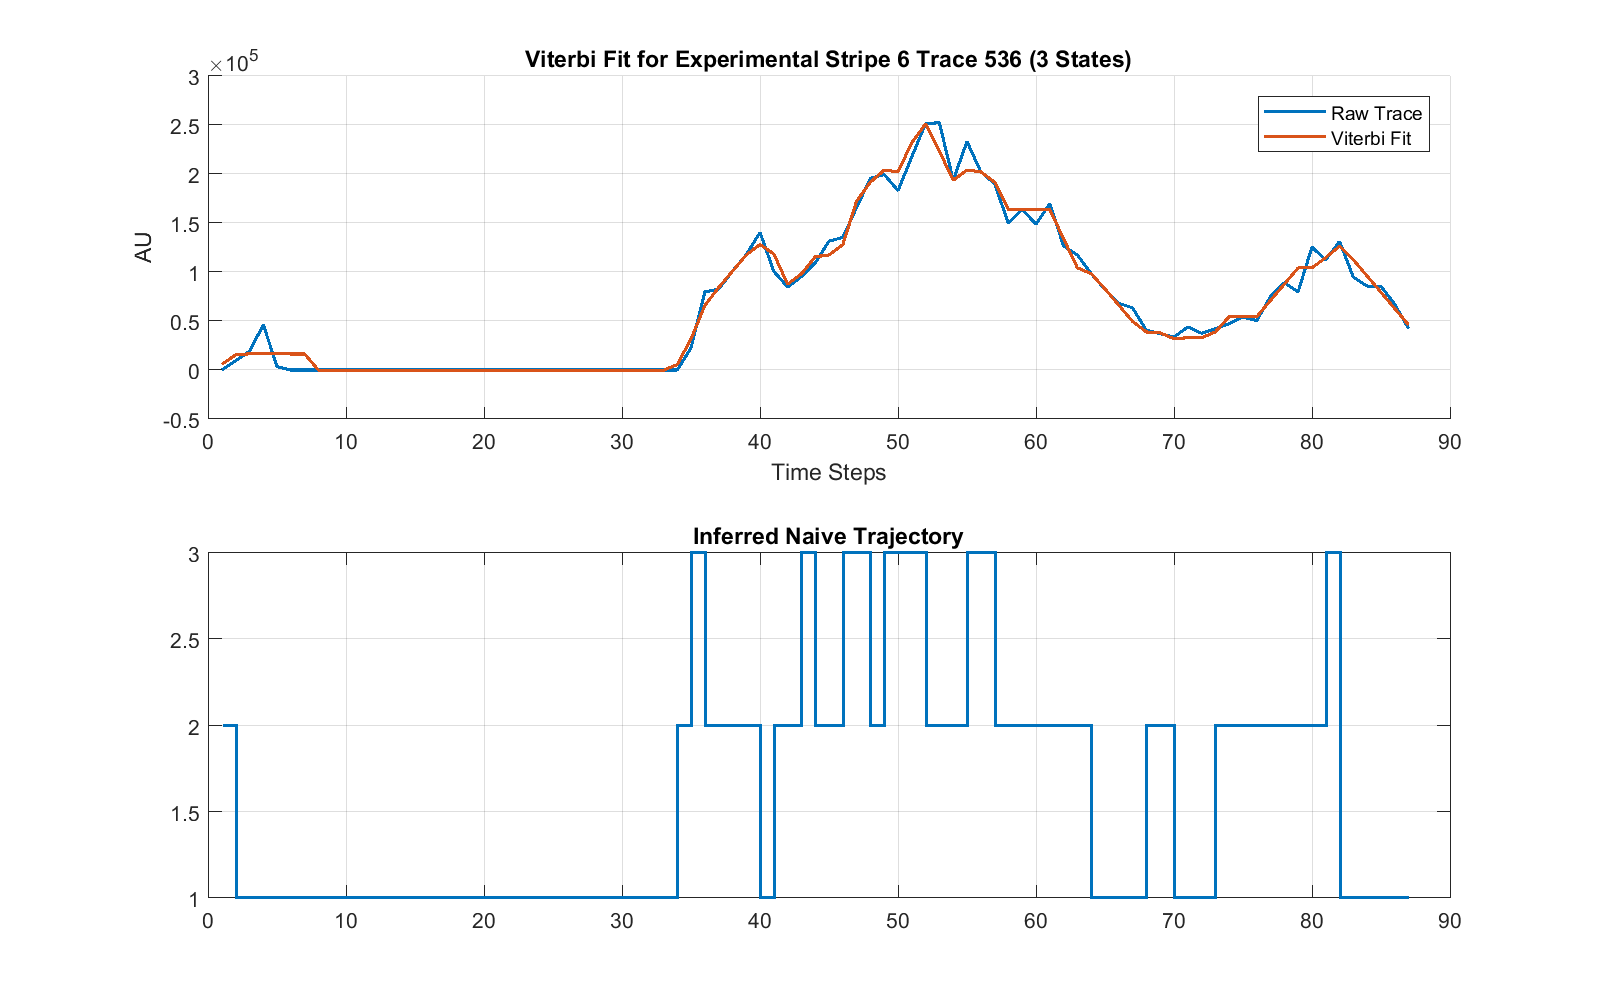 Viterbi Fit for Experimental Stripe 6 Trace 536 (3 States)
×10^5
3
2.5
2
1.5
1
0.5
0
-0.5
AU
Raw Trace
Viterbi Fit
0 10 20 30 40 50 60 70 80 90
Time Steps
Inferred Naive Trajectory
3
2.5
2
1.5
1
0 10 20 30 40 50 60 70 80 90